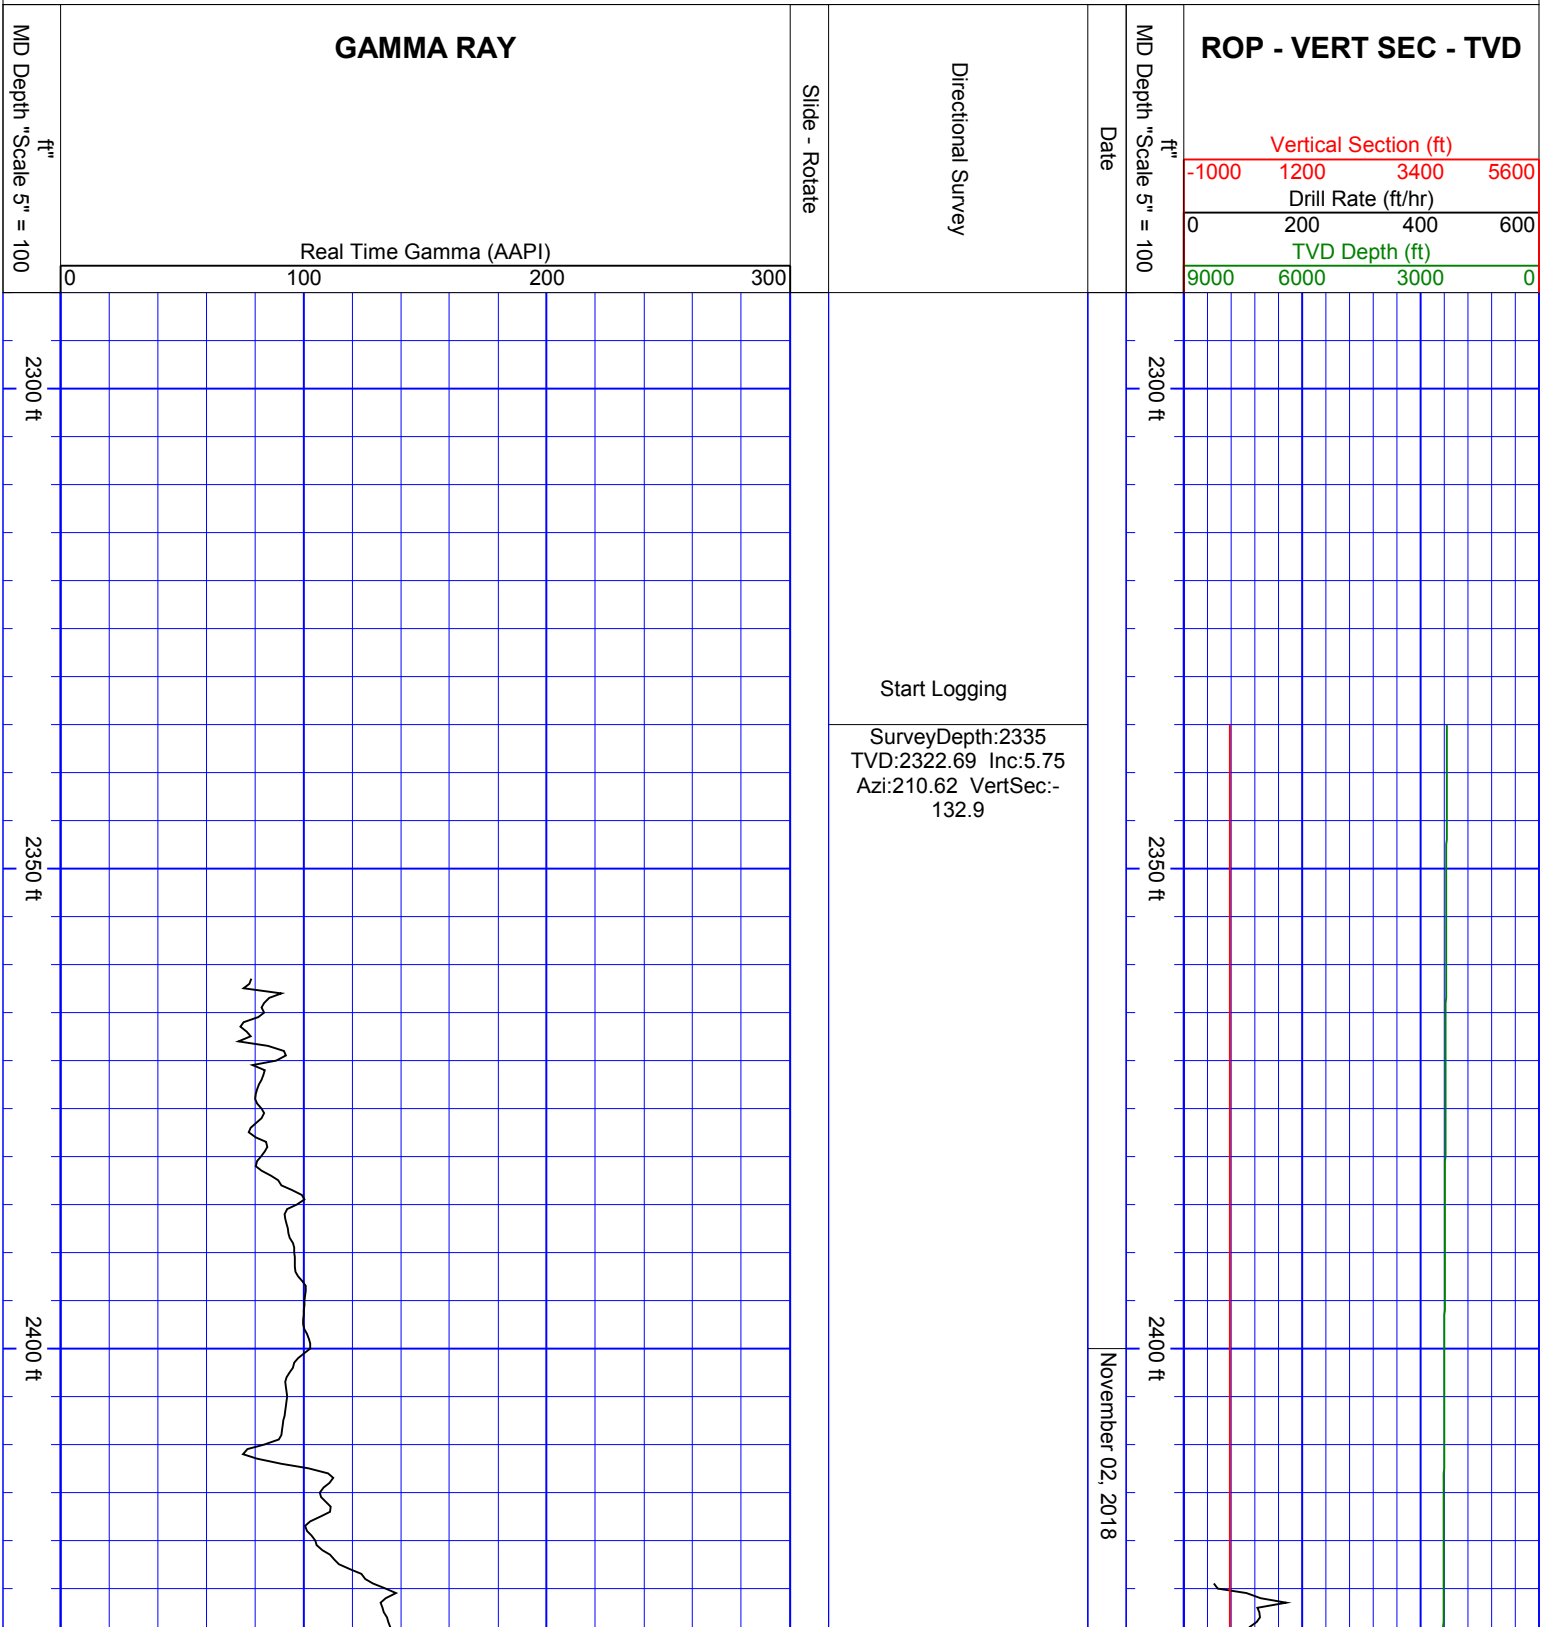 MD Depth "Scale 5" = 100
ft"
GAMMA RAY
Real Time Gamma (AAPI)
0 100 200 300
Slide - Rotate
Directional Survey
Date
MD Depth "Scale 5" = 100
ft"
ROP - VERT SEC - TVD
Vertical Section (ft)
-1000 1200 3400 5600
Drill Rate (ft/hr)
0 200 400 600
TVD Depth (ft)
9000 6000 3000 0
2300 ft
2300 ft
Start Logging
SurveyDepth:2335
TVD:2322.69 Inc:5.75
Azi:210.62 VertSec:-
132.9
2350 ft
2350 ft
2400 ft
November 02, 2018
2400 ft